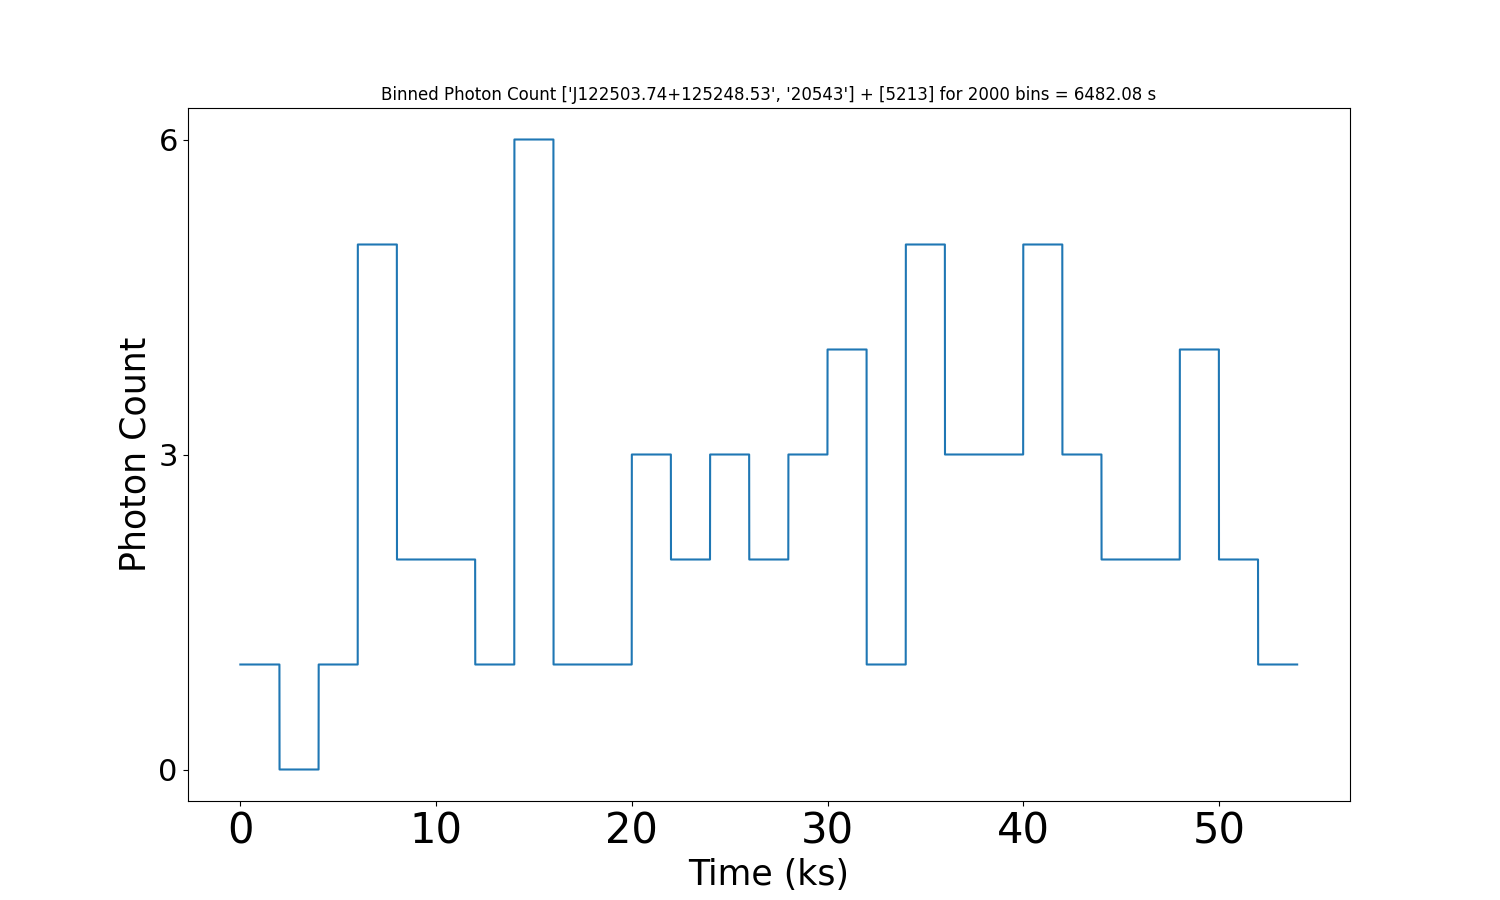 Binned Photon Count ['J122503.74+125248.53', '20543'] + [5213] for 2000 bins = 6482.08 s
6
3
0
Photon Count
0 10 20 30 40 50
Time (ks)